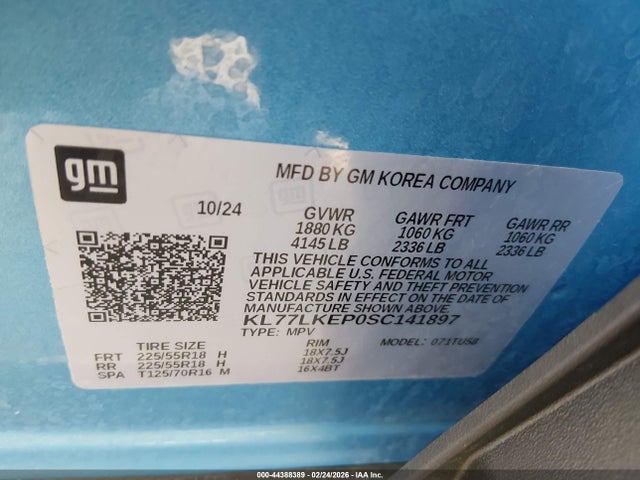 gm
MFD BY GM KOREA COMPANY
10/24 GVWR GAWR FRT GAWR RR
1880 KG 1060 KG 1060 KG
4145 LB 2336 LB 2336 LB
THIS VEHICLE CONFORMS TO ALL
APPLICABLE U.S. FEDERAL MOTOR
VEHICLE SAFETY AND THEFT PREVENTION
STANDARDS IN EFFECT ON THE DATE OF
MANUFACTURE SHOWN ABOVE.
KL77LKEP0SC141897
TYPE: MPV MODEL: 071TUS8
TIRE SIZE RIM
FRT 225/55R18 H 18X7.5J
RR 225/55R18 H 18X7.5J
SPA T125/70R16 M 16X4BT
000-44388389 - 02/24/2026 - IAA Inc.